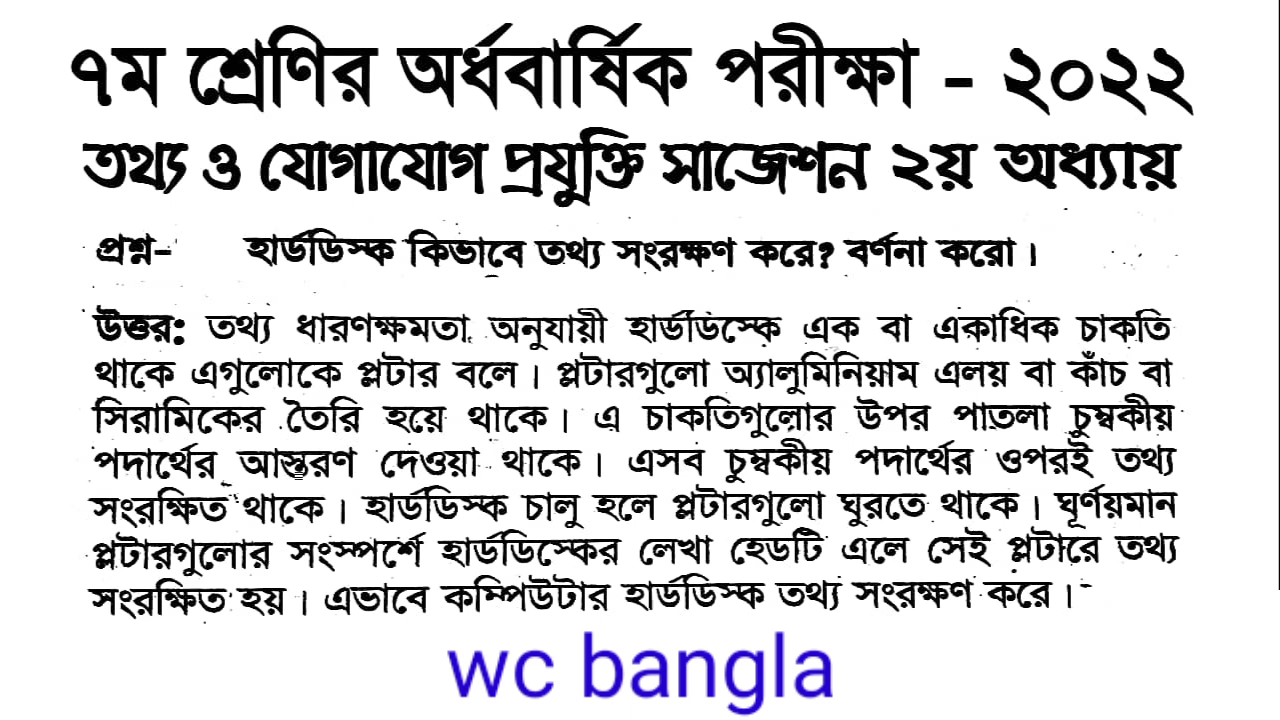 ৭ম শ্রেণির অর্ধবার্ষিক পরীক্ষা - ২০২২
তথ্য ও যোগাযোগ প্রযুক্তি সাজেশন ২য় অধ্যায়
প্রশ্ন- হার্ডডিস্ক কিভাবে তথ্য সংরক্ষণ করে? বর্ণনা করো।
উত্তর: তথ্য ধারণক্ষমতা অনুযায়ী হার্ডডিস্কে এক বা একাধিক চাকতি
থাকে এগুলোকে প্লটার বলে। প্লটারগুলো অ্যালুমিনিয়াম এলয় বা কাঁচ বা
সিরামিকের তৈরি হয়ে থাকে। এ চাকতিগুলোর উপর পাতলা চুম্বকীয়
পদার্থের আস্তরণ দেওয়া থাকে। এসব চুম্বকীয় পদার্থের ওপরই তথ্য
সংরক্ষিত থাকে। হার্ডডিস্ক চালু হলে প্লটারগুলো ঘুরতে থাকে। ঘূর্ণয়মান
প্লটারগুলোর সংস্পর্শে হার্ডডিস্কের লেখা হেডটি এলে সেই প্লটারে তথ্য
সংরক্ষিত হয়। এভাবে কম্পিউটার হার্ডডিস্ক তথ্য সংরক্ষণ করে।
wc bangla